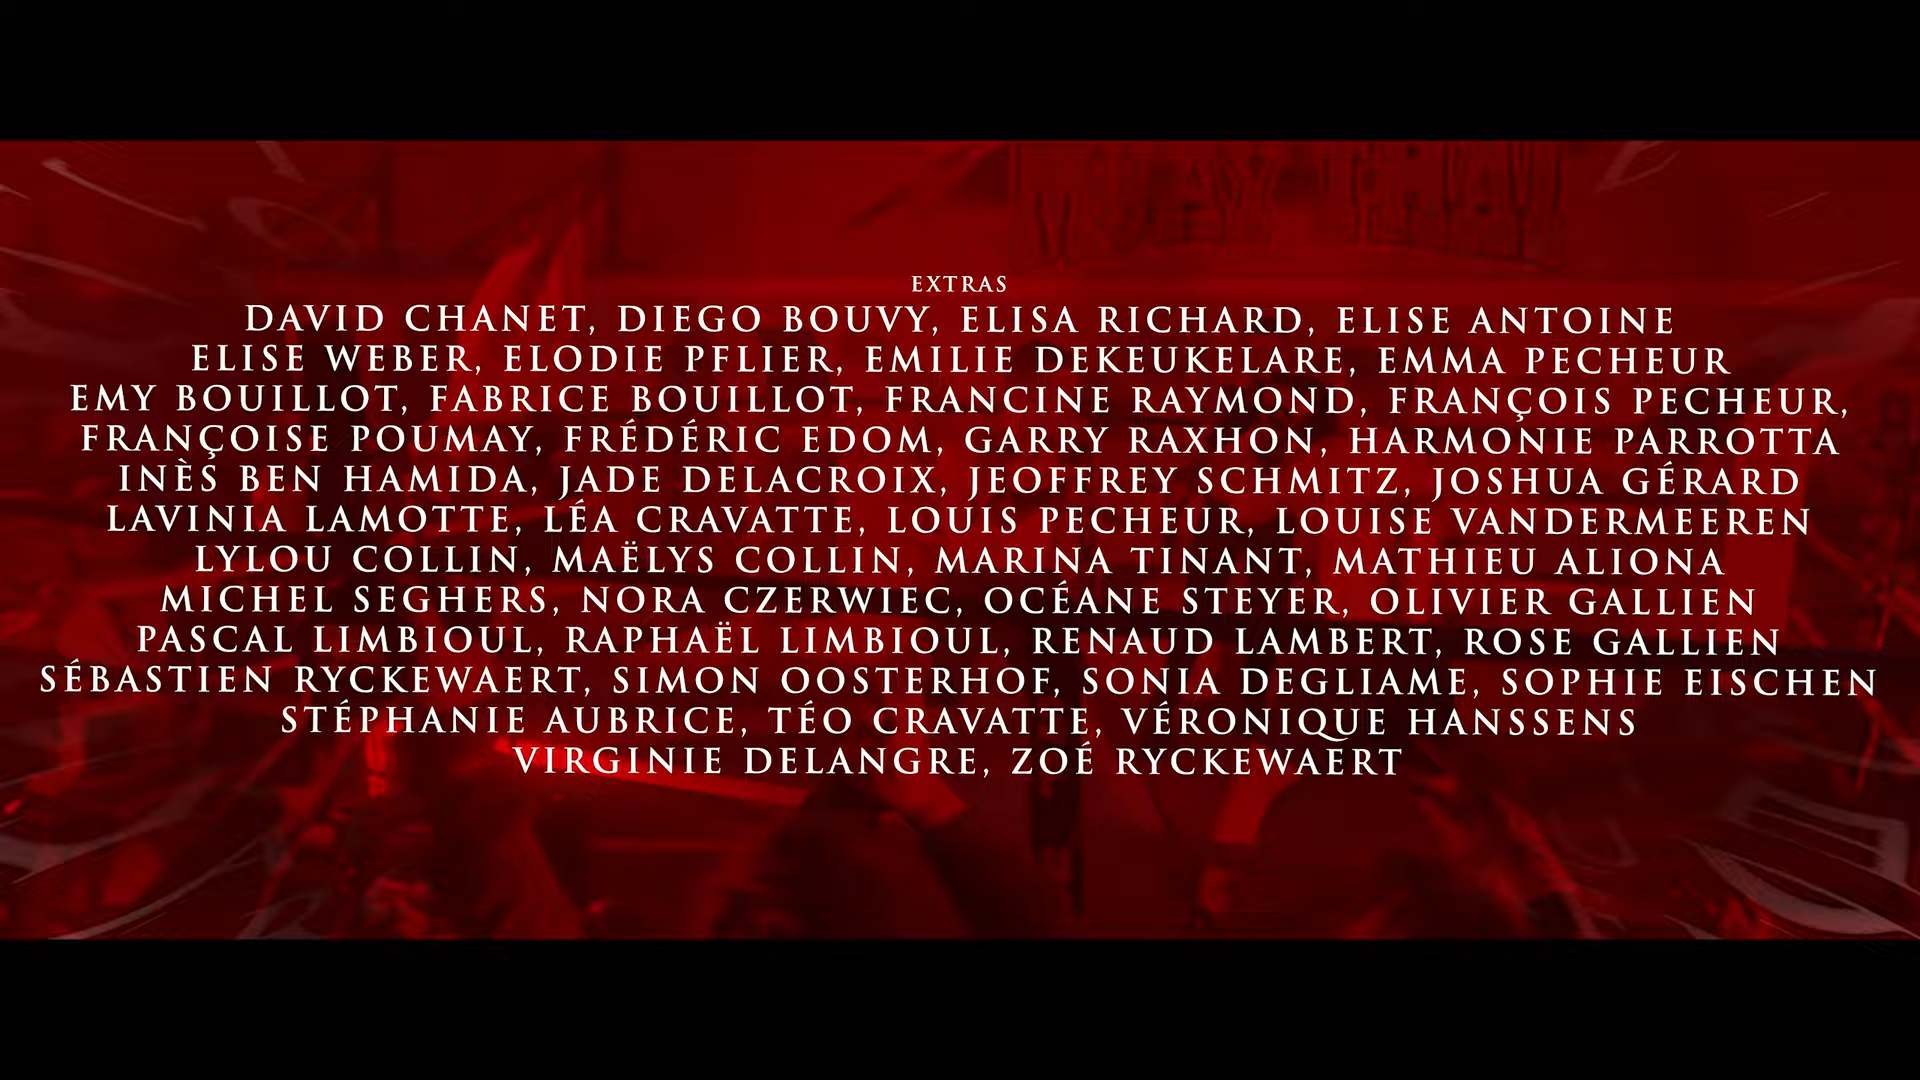 EXTRAS
DAVID CHANET, DIEGO BOUVY, ELISA RICHARD, ELISE ANTOINE
ELISE WEBER, ELODIE PFLIER, EMILIE DEKEUKELARE, EMMA PECHEUR
EMY BOUILLOT, FABRICE BOUILLOT, FRANCINE RAYMOND, FRANÇOIS PECHEUR,
FRANÇOISE POUMAY, FRÉDÉRIC EDOM, GARRY RAXHON, HARMONIE PARROTTA
INÈS BEN HAMIDA, JADE DELACROIX, JEOFFREY SCHMITZ, JOSHUA GÉRARD
LAVINIA LAMOTTE, LÉA CRAVATTE, LOUIS PECHEUR, LOUISE VANDERMEEREN
LYLOU COLLIN, MAËLYS COLLIN, MARINA TINANT, MATHIEU ALIONA
MICHEL SEGHERS, NORA CZERWIEC, OCÉANE STEYER, OLIVIER GALLIEN
PASCAL LIMBIOUL, RAPHAËL LIMBIOUL, RENAUD LAMBERT, ROSE GALLIEN
SÉBASTIEN RYCKEWAERT, SIMON OOSTERHOF, SONIA DEGLIAME, SOPHIE EISCHEN
STÉPHANIE AUBRICE, TÉO CRAVATTE, VÉRONIQUE HANSSENS
VIRGINIE DELANGRE, ZOÉ RYCKEWAERT